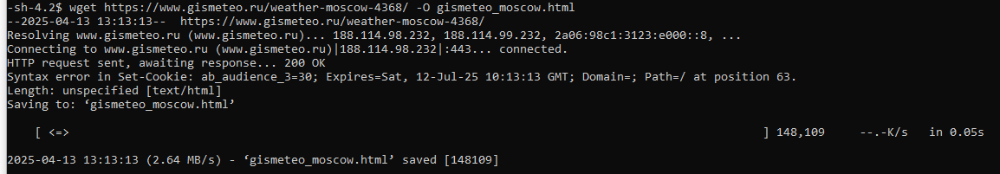 -sh-4.2$ wget https://www.gismeteo.ru/weather-moscow-4368/ -O gismeteo_moscow.html
--2025-04-13 13:13:13--  https://www.gismeteo.ru/weather-moscow-4368/
Resolving www.gismeteo.ru (www.gismeteo.ru)... 188.114.98.232, 188.114.99.232, 2a06:98c1:3123:e000::8, ...
Connecting to www.gismeteo.ru (www.gismeteo.ru)|188.114.98.232|:443... connected.
HTTP request sent, awaiting response... 200 OK
Syntax error in Set-Cookie: ab_audience_3=30; Expires=Sat, 12-Jul-25 10:13:13 GMT; Domain=; Path=/ at position 63.
Length: unspecified [text/html]
Saving to: ‘gismeteo_moscow.html’
[ <=> ] 148,109 --.-K/s in 0.05s
2025-04-13 13:13:13 (2.64 MB/s) - ‘gismeteo_moscow.html’ saved [148109]